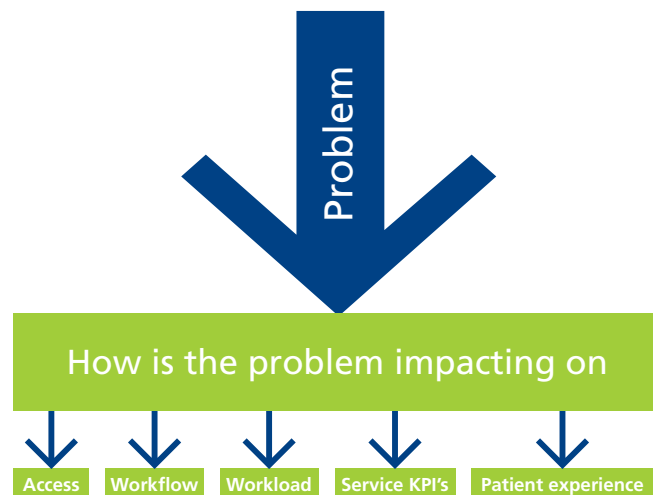 Problem
How is the problem impacting on
Access
Workflow
Workload
Service KPI's
Patient experience